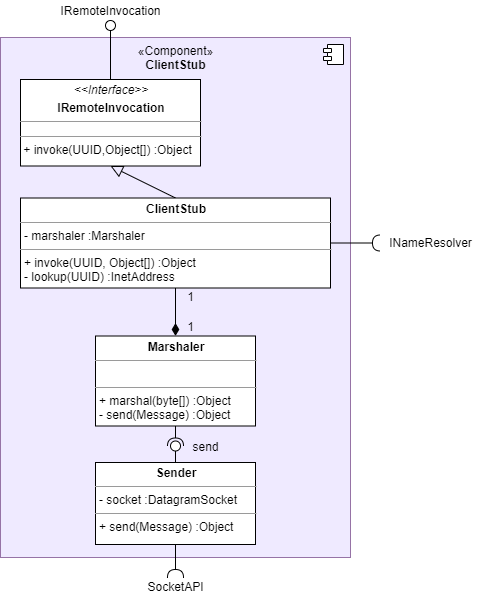 IRemoteInvocation
«Component»
ClientStub
<<Interface>>
IRemoteInvocation
+ invoke(UUID,Object[]) :Object
ClientStub
- marshaler :Marshaler
+ invoke(UUID, Object[]) :Object
- lookup(UUID) :InetAddress
INameResolver
1
1
Marshaler
+ marshal(byte[]) :Object
- send(Message) :Object
send
Sender
- socket :DatagramSocket
+ send(Message) :Object
SocketAPI